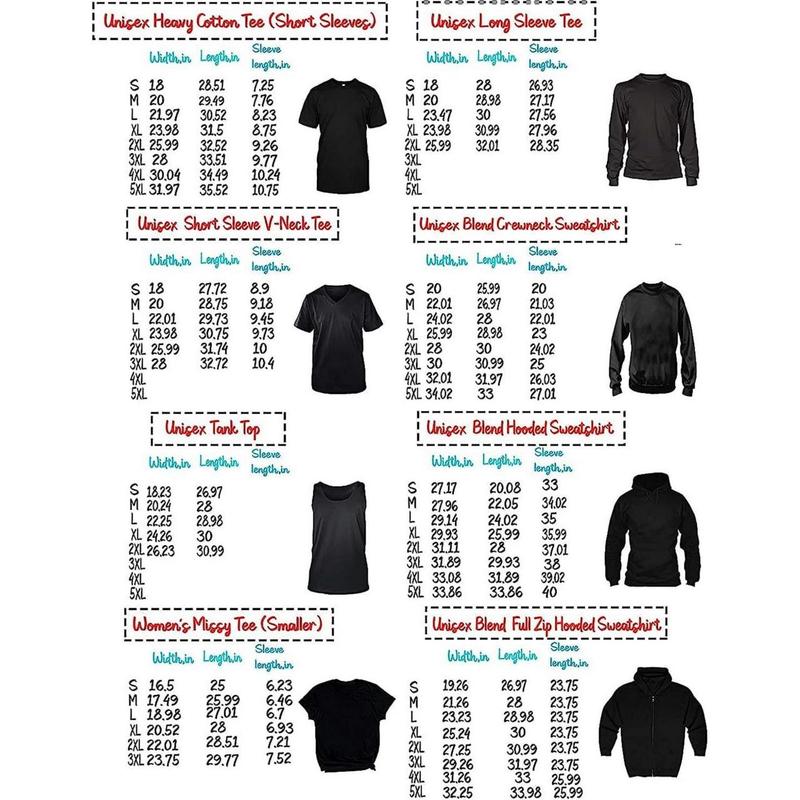 Unisex Heavy Cotton Tee (Short Sleeves)
Width,in Length,in Sleeve length,in
S 18 28.51 7.25
M 20 29.49 7.76
L 21.97 30.52 8.23
XL 23.98 31.5 8.75
2XL 25.99 32.52 9.26
3XL 28 33.51 9.77
4XL 30.04 34.49 10.24
5XL 31.97 35.52 10.75
Unisex Long Sleeve Tee
Width,in Length,in Sleeve length,in
S 18 28 26.93
M 20 28.98 27.17
L 23.47 30 27.56
XL 23.98 30.99 27.96
2XL 25.99 32.01 28.35
3XL
4XL
5XL
Unisex Short Sleeve V-Neck Tee
Width,in Length,in Sleeve length,in
S 18 27.72 8.9
M 20 28.75 9.18
L 22.01 29.73 9.45
XL 23.98 30.75 9.73
2XL 25.99 31.74 10
3XL 28 32.72 10.4
4XL
5XL
Unisex Blend Crewneck Sweatshirt
Width,in Length,in Sleeve length,in
S 20 25.99 20
M 22.01 26.97 21.03
L 24.02 28 22.01
XL 25.99 28.98 23
2XL 28 30 24.02
3XL 30 30.99 25
4XL 32.01 31.97 26.03
5XL 34.02 33 27.01
Unisex Tank Top
Width,in Length,in Sleeve length,in
S 18.23 26.97
M 20.24 28
L 22.25 28.98
XL 24.26 30
2XL 26,23 30.99
3XL
4XL
5XL
Unisex Blend Hooded Sweatshirt
Width,in Length,in Sleeve length,in
S 27.17 20.08 33
M 27.96 22.05 34.02
L 29.14 24.02 35
XL 29.93 25.99 35.99
2XL 31.11 28 37.01
3XL 31.89 29.93 38
4XL 33.08 31.89 39.02
5XL 33.86 33.86 40
Women's Missy Tee (Smaller)
Width,in Length,in Sleeve length,in
S 16.5 25 6.23
M 17.49 25.99 6.46
L 18.98 27.01 6.7
XL 20.52 28 6.93
2XL 22.01 28.51 7.21
3XL 23.75 29.77 7.52
Unisex Blend Full Zip Hooded Sweatshirt
Width,in Length,in Sleeve length,in
S 19.26 26.97 23.75
M 21.26 28 23.75
L 23.23 28.98 23.75
XL 25.24 30 23.75
2XL 27.25 30.99 23.75
3XL 29.26 31.97 23.75
4XL 31.26 33 25.99
5XL 32.25 33.98 25.99